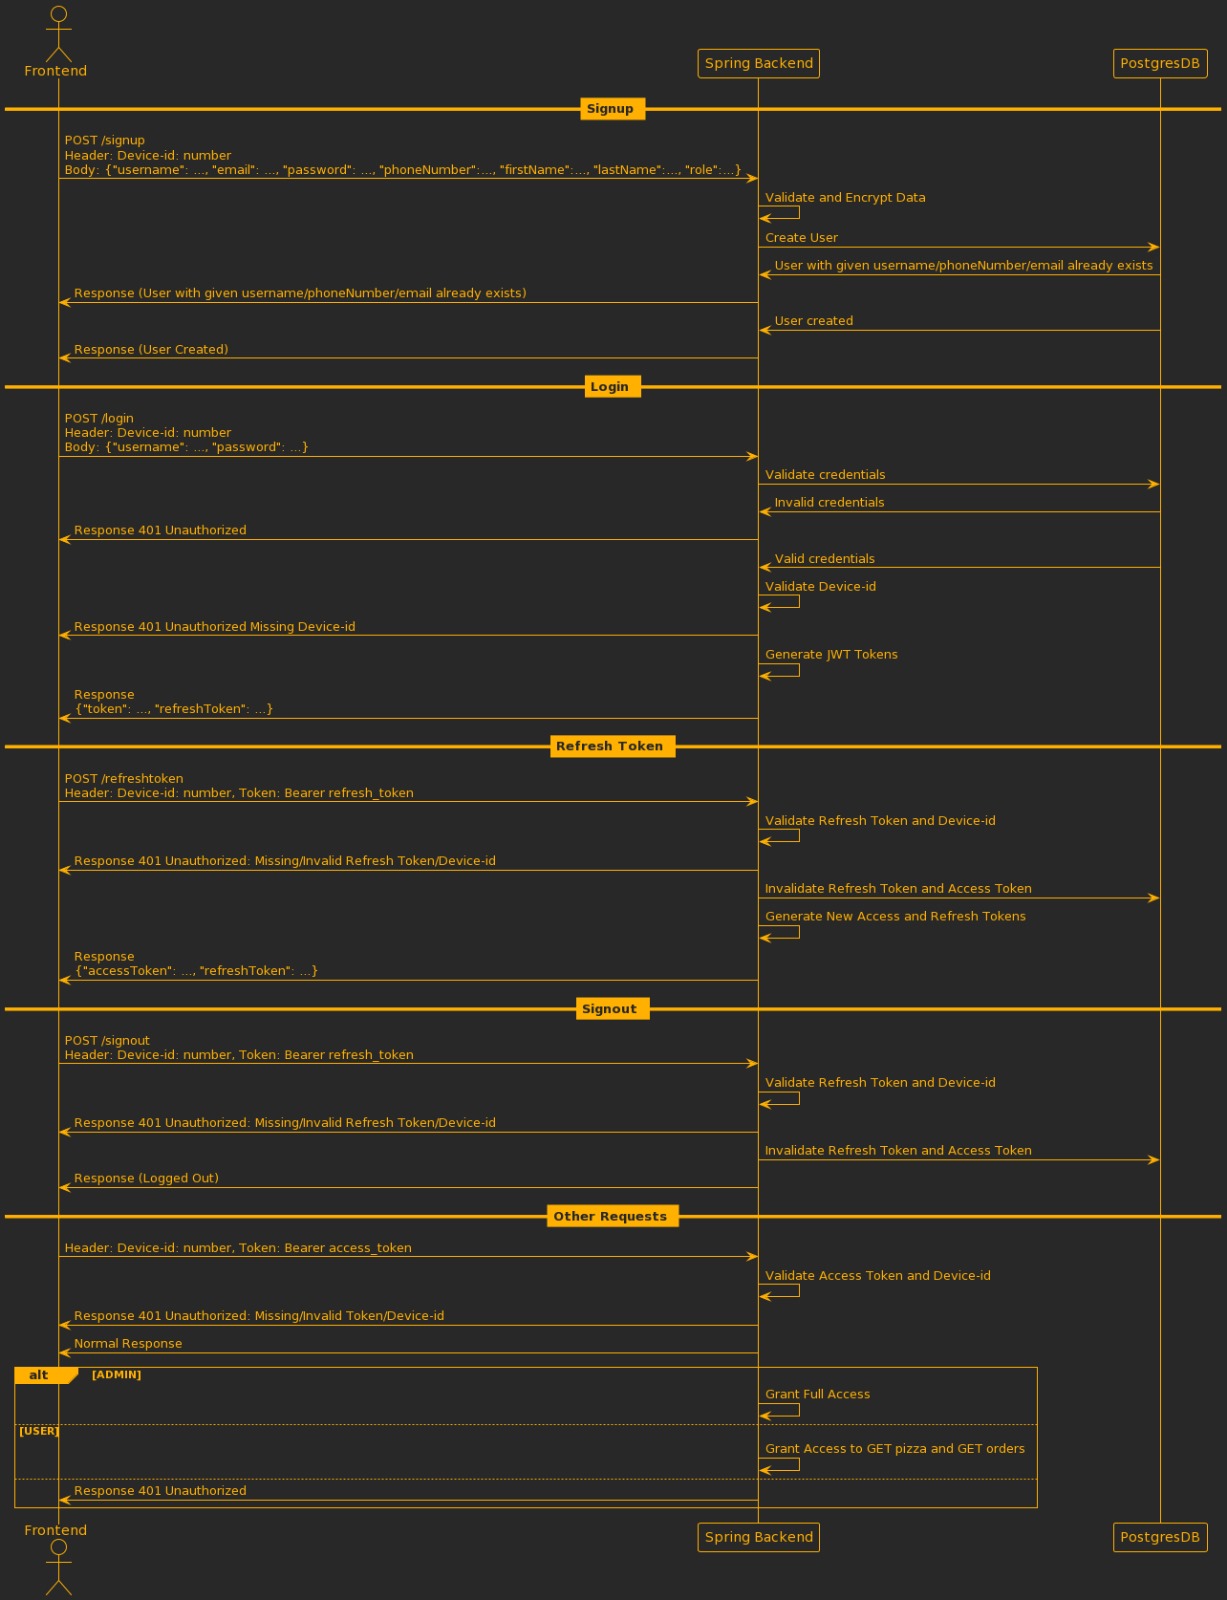 Frontend
Spring Backend
PostgresDB
Signup
POST /signup
Header: Device-id: number
Body: {"username": ..., "email": ..., "password": ..., "phoneNumber":..., "firstName":..., "lastName":..., "role":...}
Validate and Encrypt Data
Create User
User with given username/phoneNumber/email already exists
Response (User with given username/phoneNumber/email already exists)
User created
Response (User Created)
Login
POST /login
Header: Device-id: number
Body: {"username": ..., "password": ...}
Validate credentials
Invalid credentials
Response 401 Unauthorized
Valid credentials
Validate Device-id
Response 401 Unauthorized Missing Device-id
Generate JWT Tokens
Response
{"token": ..., "refreshToken": ...}
Refresh Token
POST /refreshtoken
Header: Device-id: number, Token: Bearer refresh_token
Validate Refresh Token and Device-id
Response 401 Unauthorized: Missing/Invalid Refresh Token/Device-id
Invalidate Refresh Token and Access Token
Generate New Access and Refresh Tokens
Response
{"accessToken": ..., "refreshToken": ...}
Signout
POST /signout
Header: Device-id: number, Token: Bearer refresh_token
Validate Refresh Token and Device-id
Response 401 Unauthorized: Missing/Invalid Refresh Token/Device-id
Invalidate Refresh Token and Access Token
Response (Logged Out)
Other Requests
Header: Device-id: number, Token: Bearer access_token
Validate Access Token and Device-id
Response 401 Unauthorized: Missing/Invalid Token/Device-id
Normal Response
alt [ADMIN]
Grant Full Access
[USER]
Grant Access to GET pizza and GET orders
Response 401 Unauthorized
Frontend
Spring Backend
PostgresDB